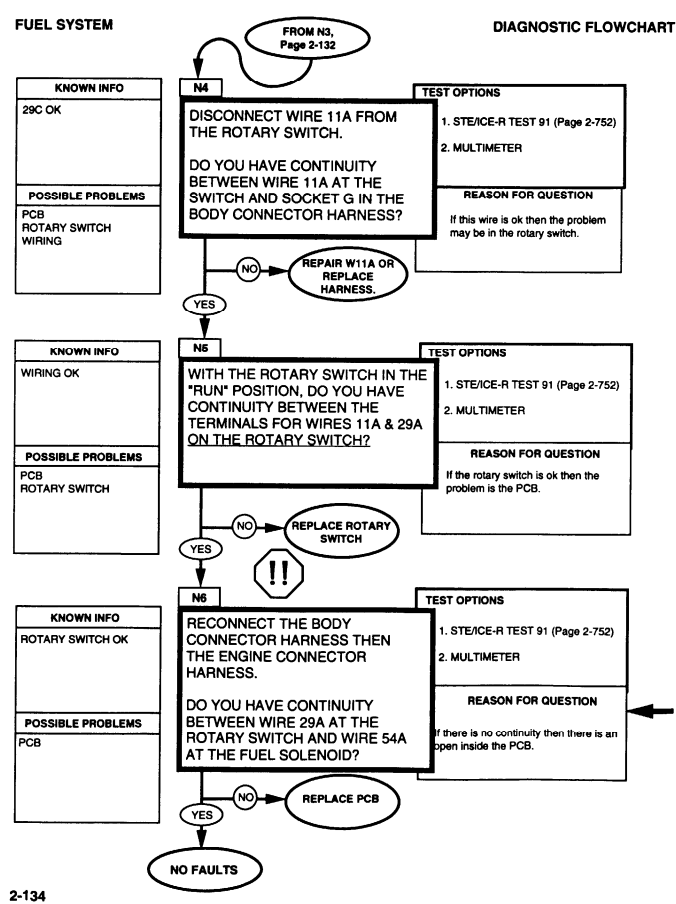 FUEL SYSTEM
DIAGNOSTIC FLOWCHART
FROM N3,
Page 2-132
KNOWN INFO
29C OK
POSSIBLE PROBLEMS
PCB
ROTARY SWITCH
WIRING
N4
DISCONNECT WIRE 11A FROM
THE ROTARY SWITCH.
DO YOU HAVE CONTINUITY
BETWEEN WIRE 11A AT THE
SWITCH AND SOCKET G IN THE
BODY CONNECTOR HARNESS?
TEST OPTIONS
1. STE/ICE-R TEST 91 (Page 2-752)
2. MULTIMETER
REASON FOR QUESTION
If this wire is ok then the problem
may be in the rotary switch.
NO
REPAIR W11A OR
REPLACE
HARNESS.
YES
KNOWN INFO
WIRING OK
POSSIBLE PROBLEMS
PCB
ROTARY SWITCH
N5
WITH THE ROTARY SWITCH IN THE
"RUN" POSITION, DO YOU HAVE
CONTINUITY BETWEEN THE
TERMINALS FOR WIRES 11A & 29A
ON THE ROTARY SWITCH?
TEST OPTIONS
1. STE/ICE-R TEST 91 (Page 2-752)
2. MULTIMETER
REASON FOR QUESTION
If the rotary switch is ok then the
problem is the PCB.
NO
REPLACE ROTARY
SWITCH
YES
!!
KNOWN INFO
ROTARY SWITCH OK
POSSIBLE PROBLEMS
PCB
N6
RECONNECT THE BODY
CONNECTOR HARNESS THEN
THE ENGINE CONNECTOR
HARNESS.
DO YOU HAVE CONTINUITY
BETWEEN WIRE 29A AT THE
ROTARY SWITCH AND WIRE 54A
AT THE FUEL SOLENOID?
TEST OPTIONS
1. STE/ICE-R TEST 91 (Page 2-752)
2. MULTIMETER
REASON FOR QUESTION
If there is no continuity then there is an
open inside the PCB.
NO
REPLACE PCB
YES
NO FAULTS
2-134